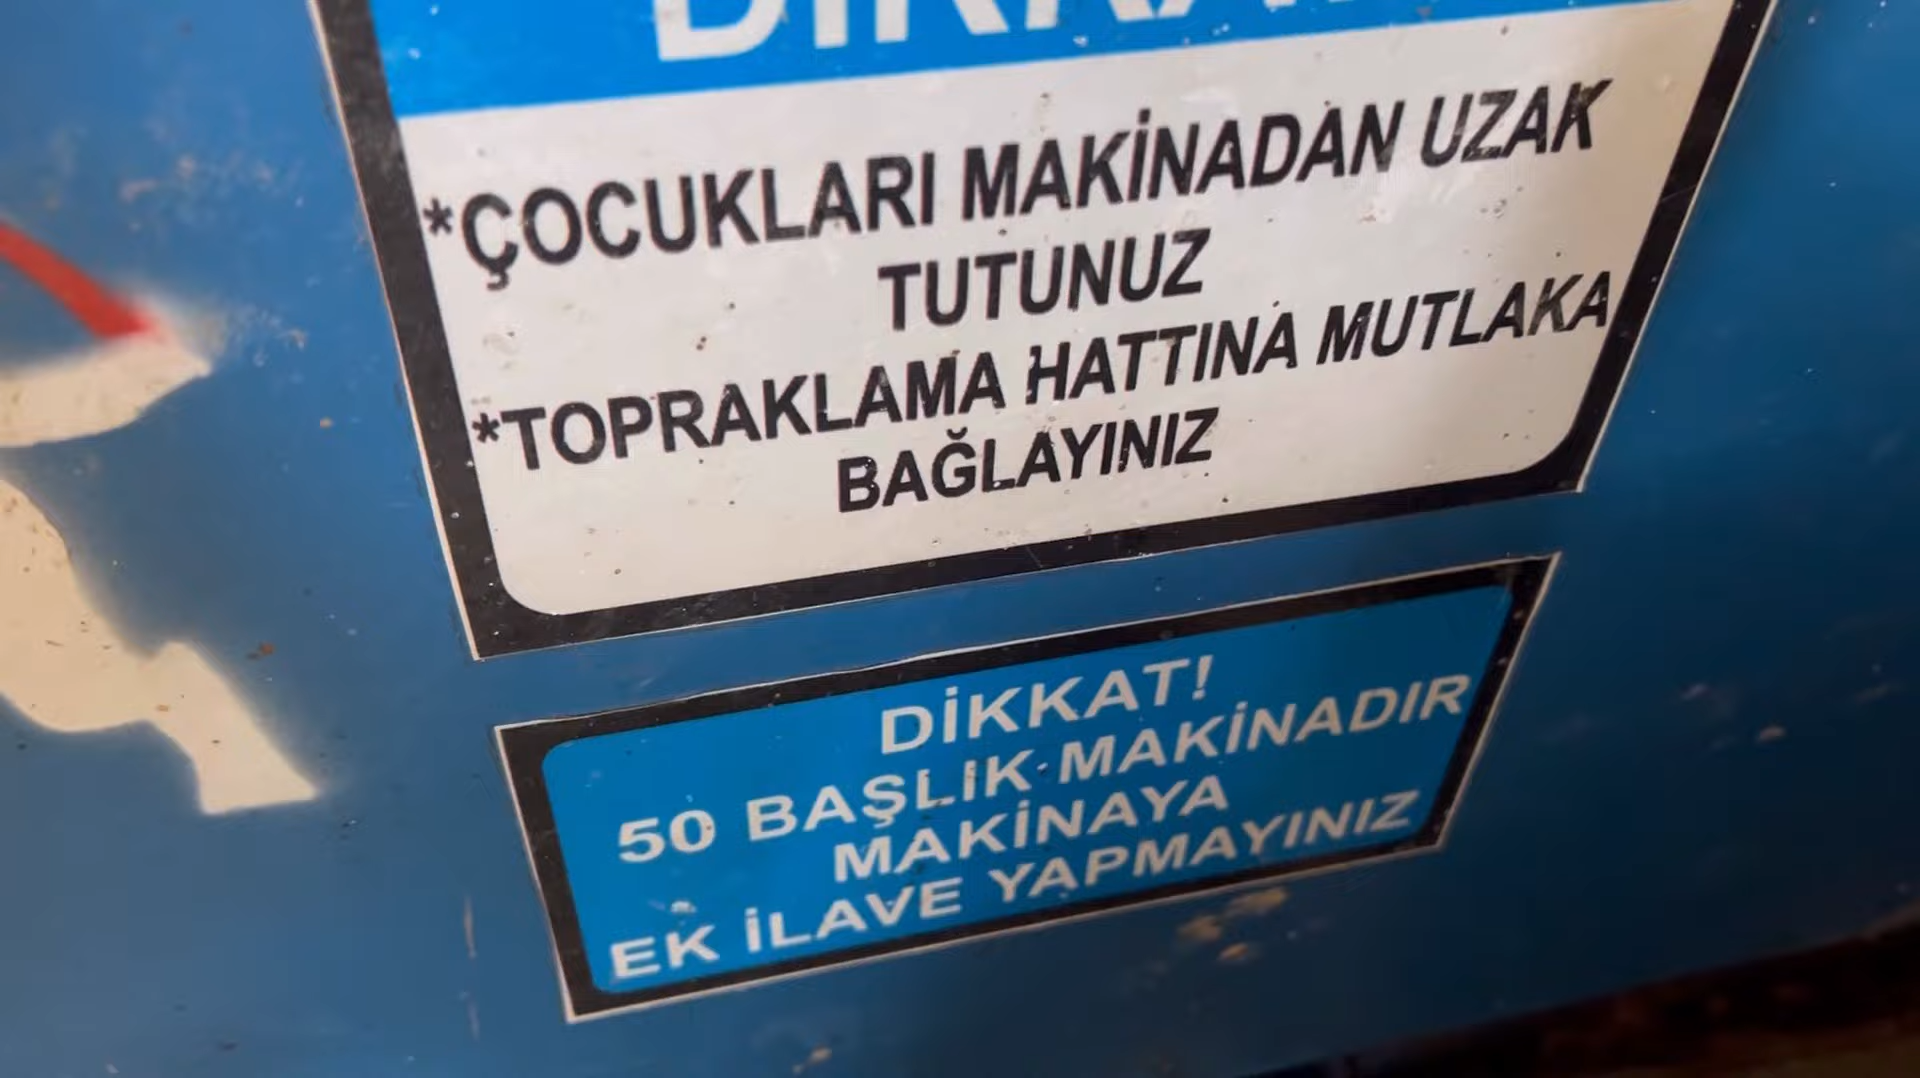 *ÇOCUKLARI MAKİNADAN UZAK
TUTUNUZ
*TOPRAKLAMA HATTINA MUTLAKA
BAĞLAYINIZ
DİKKAT!
50 BAŞLIK MAKİNADIR
MAKİNAYA
EK İLAVE YAPMAYINIZ